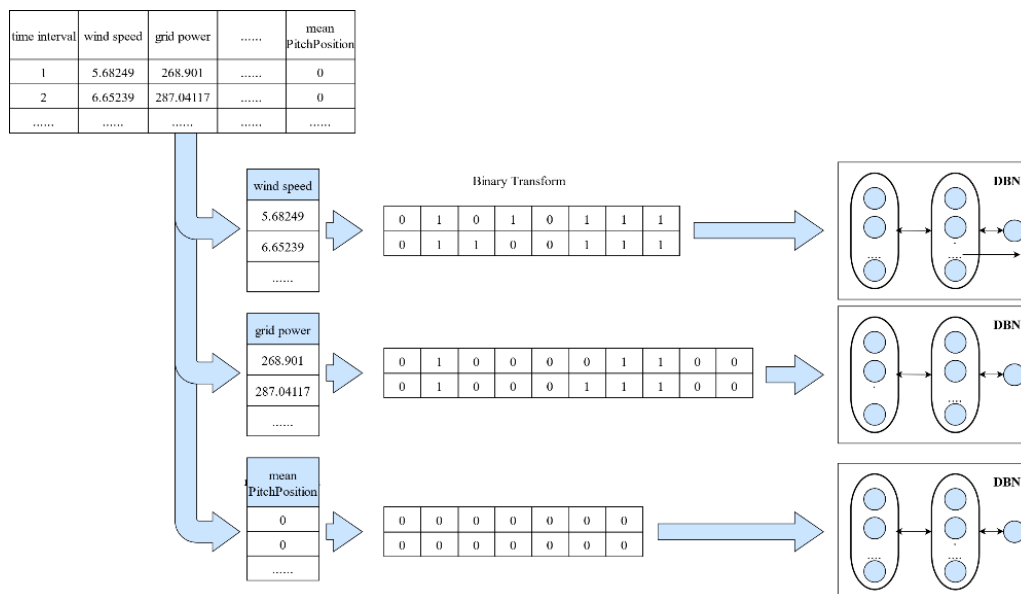 time interval wind speed grid power ...... mean PitchPosition
1 5.68249 268.901 ...... 0
2 6.65239 287.04117 ...... 0
...... ...... ...... ...... ......
wind speed
5.68249
6.65239
......
Binary Transform
0 1 0 1 0 1 1 1
0 1 1 0 0 1 1 1
DBN
....
....
grid power
268.901
287.04117
......
0 1 0 0 0 0 1 1 0 0
0 1 0 0 0 1 1 1 0 0
DBN
....
mean
PitchPosition
0
0
......
0 0 0 0 0 0 0
0 0 0 0 0 0 0
DBN
....
....